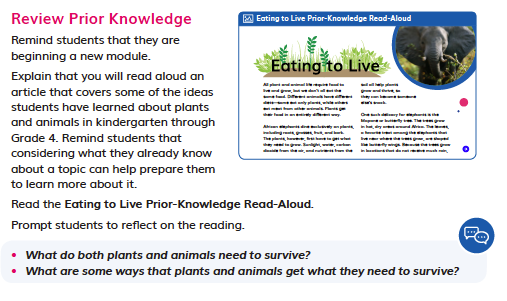 Review Prior Knowledge
Remind students that they are
beginning a new module.
Explain that you will read aloud an
article that covers some of the ideas
students have learned about plants
and animals in kindergarten through
Grade 4. Remind students that
considering what they already know
about a topic can help prepare them
to learn more about it.
Eating to Live Prior-Knowledge Read-Aloud
Eating to Live
All plant and animal life require food to
live and grow, but we don't all eat the
same food. Different animals have different
diets—some eat only plants, while others
eat meat from other animals. Plants get
their food in an entirely different way.
African elephants dine exclusively on plants,
including roots, grasses, fruit, and bark.
The plants, however, first have to get what
they need to grow. Sunlight, water, carbon
dioxide from the air, and nutrients from the
soil all help plants
grow and thrive, so
they can become someone
else's snack.
One such delicacy for elephants is the
Mopane or butterfly tree. The trees grow
in hot, dry areas around Africa. The leaves,
a favorite treat among the elephants that
live near where the trees grow, are shaped
like butterfly wings. Because the trees grow
in locations that do not receive much rain,
Read the Eating to Live Prior-Knowledge Read-Aloud.
Prompt students to reflect on the reading.
• What do both plants and animals need to survive?
• What are some ways that plants and animals get what they need to survive?